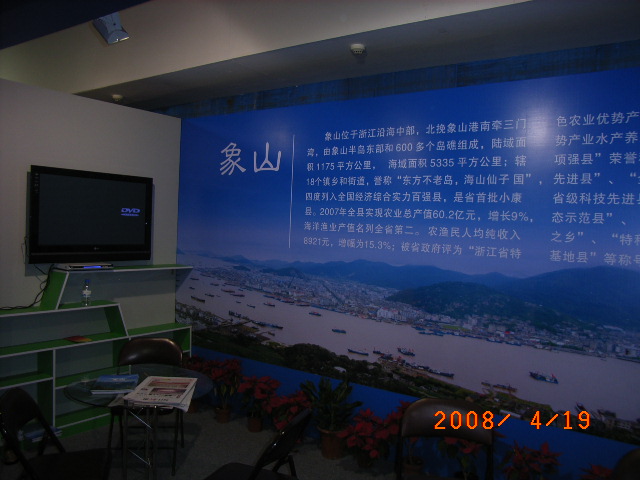 象山
象山位于浙江沿海中部，北挽象山港南牵三门
湾，由象山半岛东部和600多个岛礁组成，陆域面
积1175平方公里， 海域面积5335平方公里；辖
18个镇乡和街道，誉称“东方不老岛，海山仙子国”，
四度列入全国经济综合实力百强县，是省首批小康
县。2007年全县实现农业总产值60.2亿元，增长9%，
海洋渔业产值名列全省第二。农渔民人均纯收入
8921元，增幅为15.3%；被省政府评为“浙江省特
色农业优势产
势产业水产养
项强县”荣誉
先进县”、“
省级科技先进县
态示范县”、
之乡”、“特
基地县”等称号
DVD
2008/ 4/19